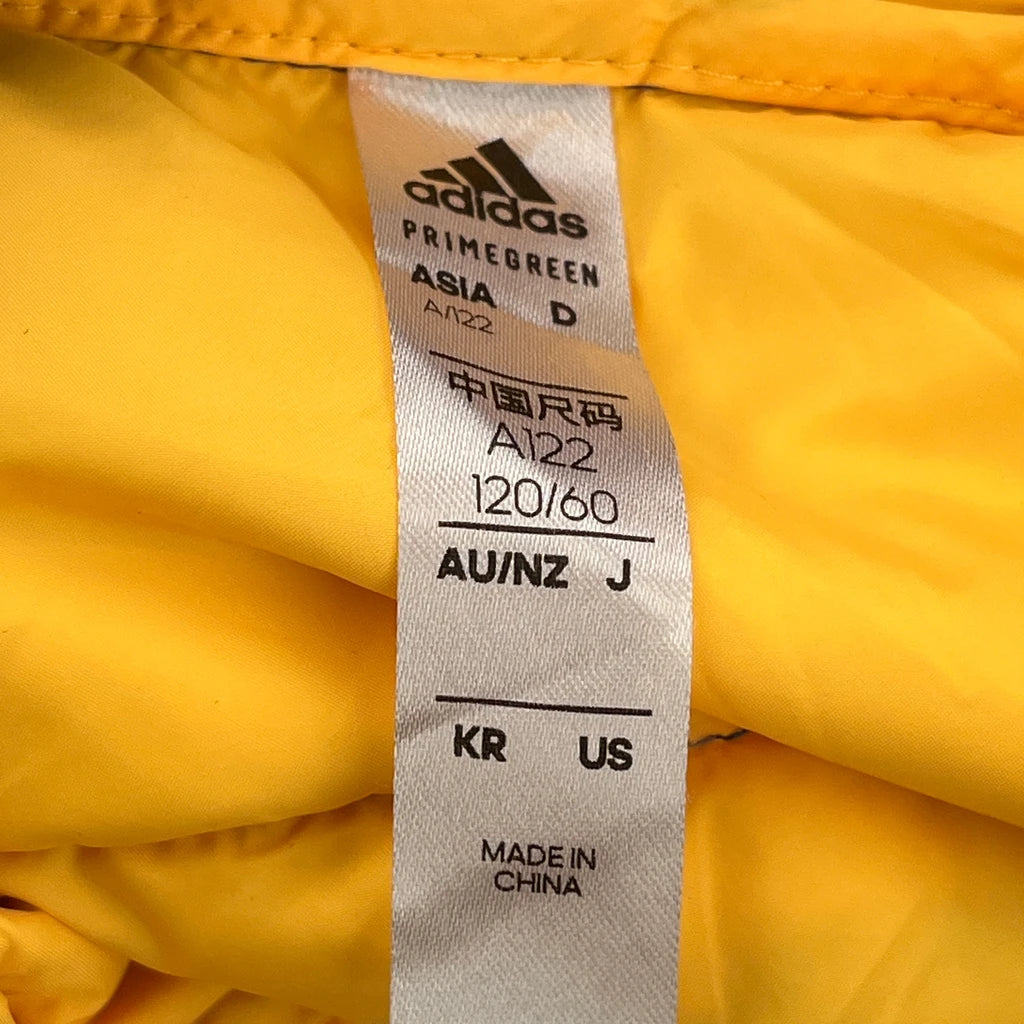 adidas
PRIMEGREEN
ASIA D
A/122
中国尺码
A122
120/60
AU/NZ J
KR US
MADE IN
CHINA